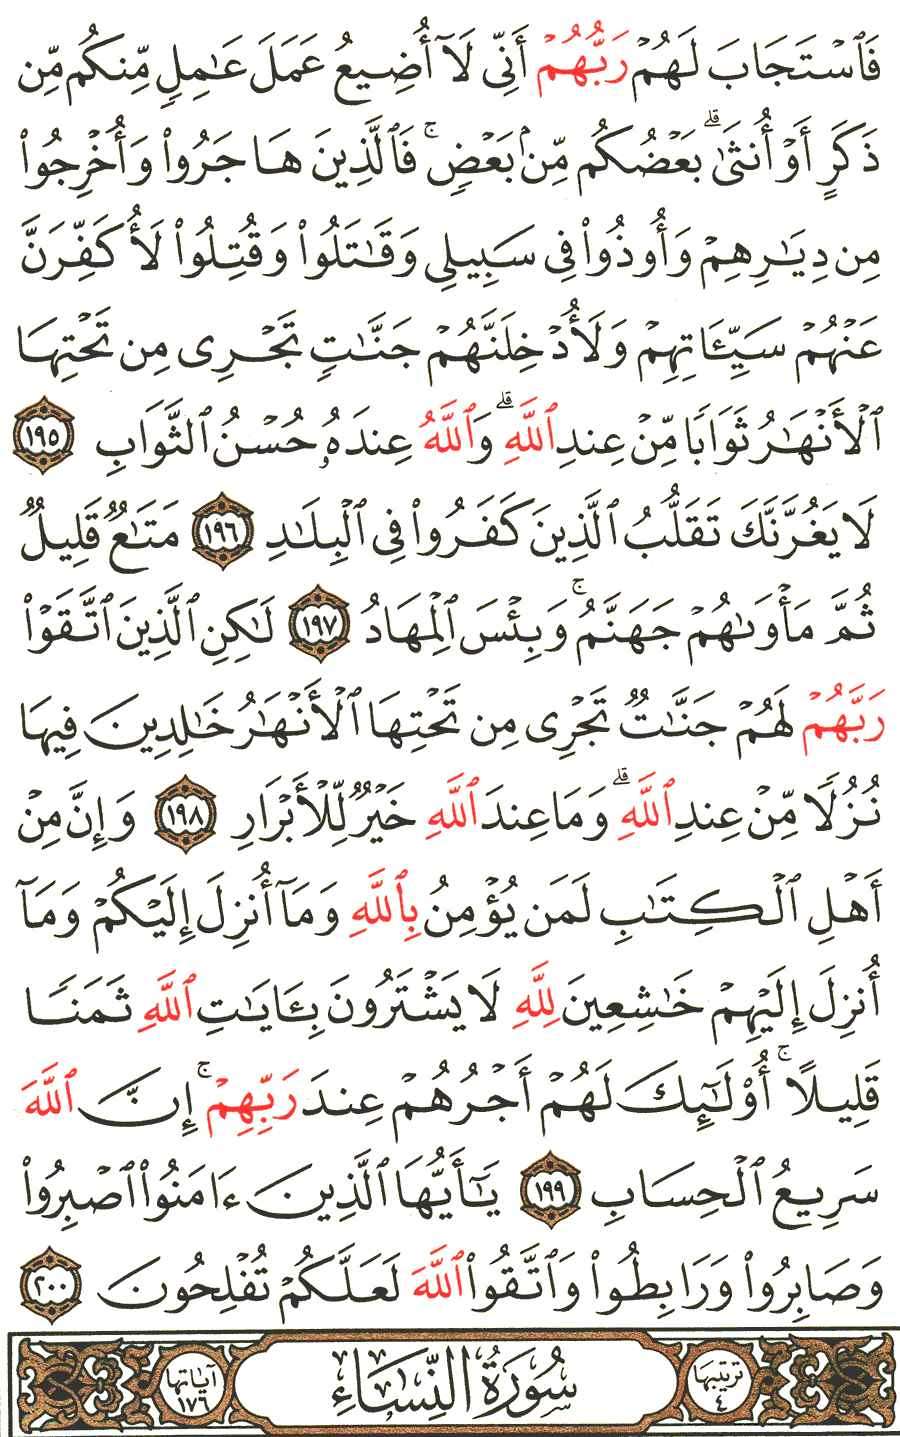 فَٱسْتَجَابَ لَهُمْ رَبُّهُمْ أَنِّى لَآ أُضِيعُ عَمَلَ عَـٰمِلٍ مِّنكُم مِّن
ذَكَرٍ أَوْ أُنثَىٰ ۖ بَعْضُكُم مِّنۢ بَعْضٍ ۚ فَٱلَّذِينَ هَاجَرُوا۟ وَأُخْرِجُوا۟
مِن دِيَـٰرِهِمْ وَأُوذُوا۟ فِى سَبِيلِى وَقَـٰتَلُوا۟ وَقُتِلُوا۟ لَأُكَفِّرَنَّ
عَنْهُمْ سَيِّـَٔاتِهِمْ وَلَأُدْخِلَنَّهُمْ جَنَّـٰتٍ تَجْرِى مِن تَحْتِهَا
ٱلْأَنْهَـٰرُ ثَوَابًا مِّنْ عِندِ ٱللَّهِ ۗ وَٱللَّهُ عِندَهُۥ حُسْنُ ٱلثَّوَابِ ١٩٥
لَا يَغُرَّنَّكَ تَقَلُّبُ ٱلَّذِينَ كَفَرُوا۟ فِى ٱلْبِلَـٰدِ ١٩٦ مَتَـٰعٌ قَلِيلٌ
ثُمَّ مَأْوَىٰهُمْ جَهَنَّمُ ۚ وَبِئْسَ ٱلْمِهَادُ ١٩٧ لَـٰكِنِ ٱلَّذِينَ ٱتَّقَوْا۟
رَبَّهُمْ لَهُمْ جَنَّـٰتٌ تَجْرِى مِن تَحْتِهَا ٱلْأَنْهَـٰرُ خَـٰلِدِينَ فِيهَا
نُزُلًا مِّنْ عِندِ ٱللَّهِ ۗ وَمَا عِندَ ٱللَّهِ خَيْرٌ لِّلْأَبْرَارِ ١٩٨ وَإِنَّ مِنْ
أَهْلِ ٱلْكِتَـٰبِ لَمَن يُؤْمِنُ بِٱللَّهِ وَمَآ أُنزِلَ إِلَيْكُمْ وَمَآ
أُنزِلَ إِلَيْهِمْ خَـٰشِعِينَ لِلَّهِ لَا يَشْتَرُونَ بِـَٔايَـٰتِ ٱللَّهِ ثَمَنًا
قَلِيلًا ۚ أُو۟لَـٰٓئِكَ لَهُمْ أَجْرُهُمْ عِندَ رَبِّهِمْ ۚ إِنَّ ٱللَّهَ
سَرِيعُ ٱلْحِسَابِ ١٩٩ يَـٰٓأَيُّهَا ٱلَّذِينَ ءَامَنُوا۟ ٱصْبِرُوا۟
وَصَابِرُوا۟ وَرَابِطُوا۟ وَٱتَّقُوا۟ ٱللَّهَ لَعَلَّكُمْ تُفْلِحُونَ ٢٠٠
ترتيبها ٤ سُورَةُ النِّسَاءِ آياتها ١٧٦